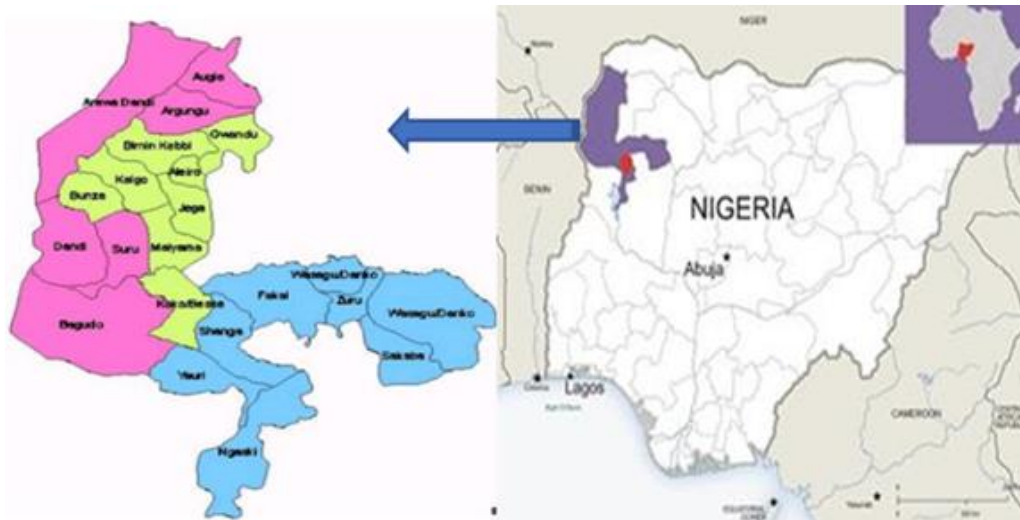 Augie
Arewa Dandi
Argungu
Gwandu
Birnin Kebbi
Aleiro
Kalgo
Bunza
Jega
Dandi
Suru
Maiyama
Koko/Besse
Bagudo
Shanga
Yauri
Fakai
Wasagu/Danko
Zuru
Wasagu/Danko
Sakaba
Ngaski
NIGER
BENIN
NIGERIA
Abuja
Lagos
CAMEROON
EQUATORIAL